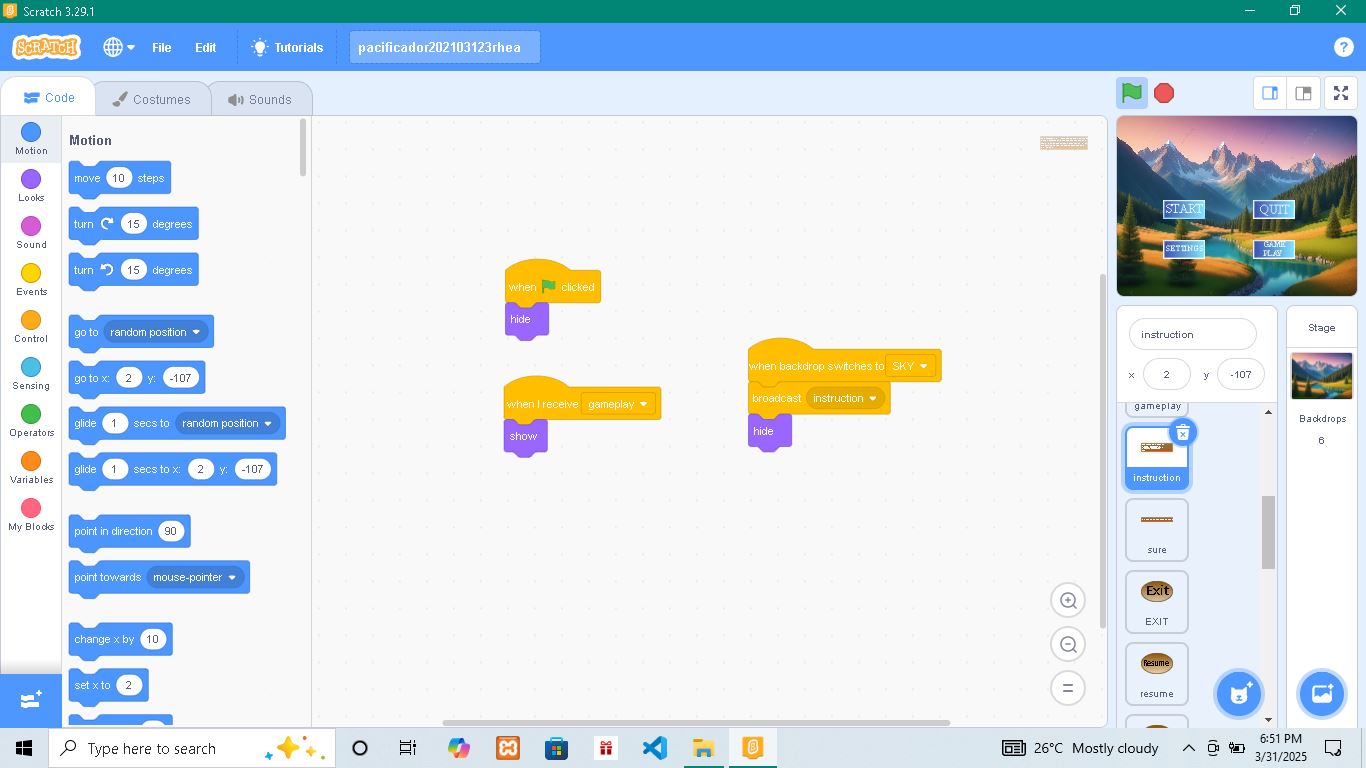 Scratch 3.29.1
SCRATCH
File
Edit
Tutorials
pacificador202103123rhea
?
Code
Costumes
Sounds
Motion
Looks
Sound
Events
Control
Sensing
Operators
Variables
My Blocks
Motion
move 10 steps
turn 15 degrees
turn 15 degrees
go to random position
go to x: 2 y: -107
glide 1 secs to random position
glide 1 secs to x: 2 y: -107
point in direction 90
point towards mouse-pointer
change x by 10
set x to 2
when clicked
hide
when I receive gameplay
show
when backdrop switches to SKY
broadcast instruction
hide
START
QUIT
SETTINGS
GAME
PLAY
instruction
x 2 y -107
gameplay
instruction
sure
Exit
EXIT
Resume
resume
Stage
Backdrops
6
Type here to search
26°C Mostly cloudy
6:51 PM
3/31/2025